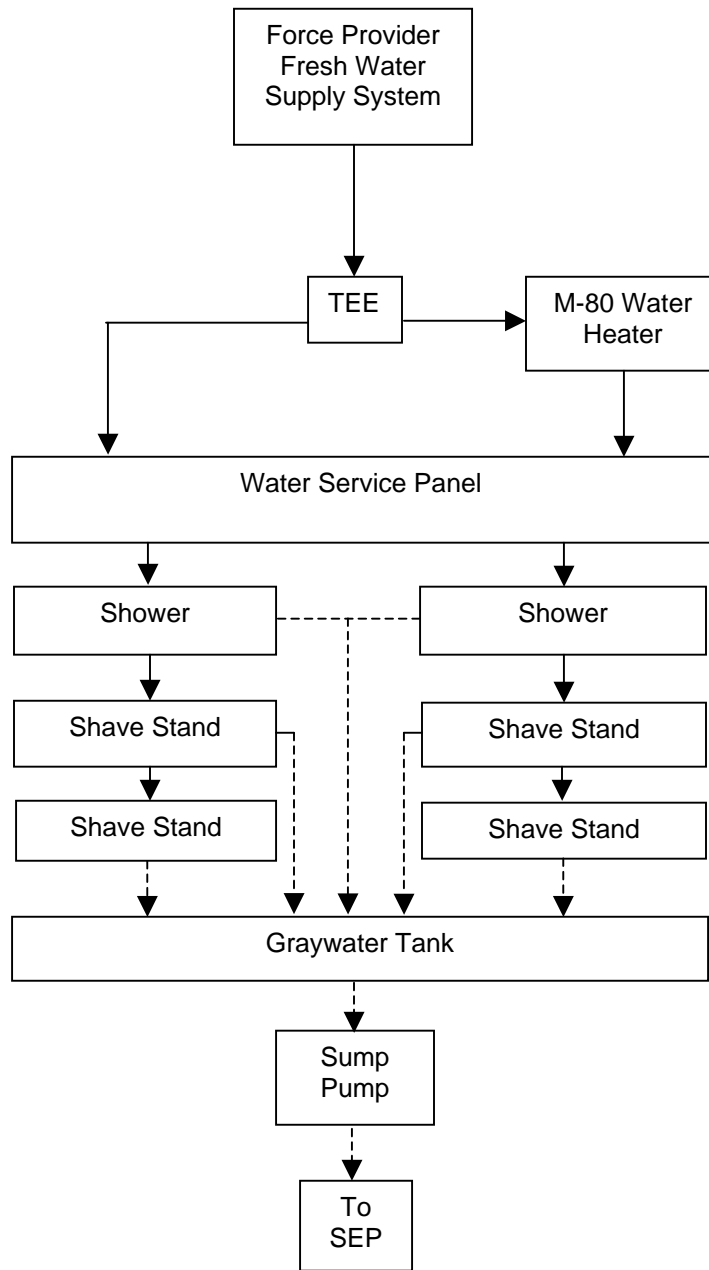 Force Provider
Fresh Water
Supply System
TEE
M-80 Water
Heater
Water Service Panel
Shower
Shower
Shave Stand
Shave Stand
Shave Stand
Shave Stand
Graywater Tank
Sump
Pump
To
SEP